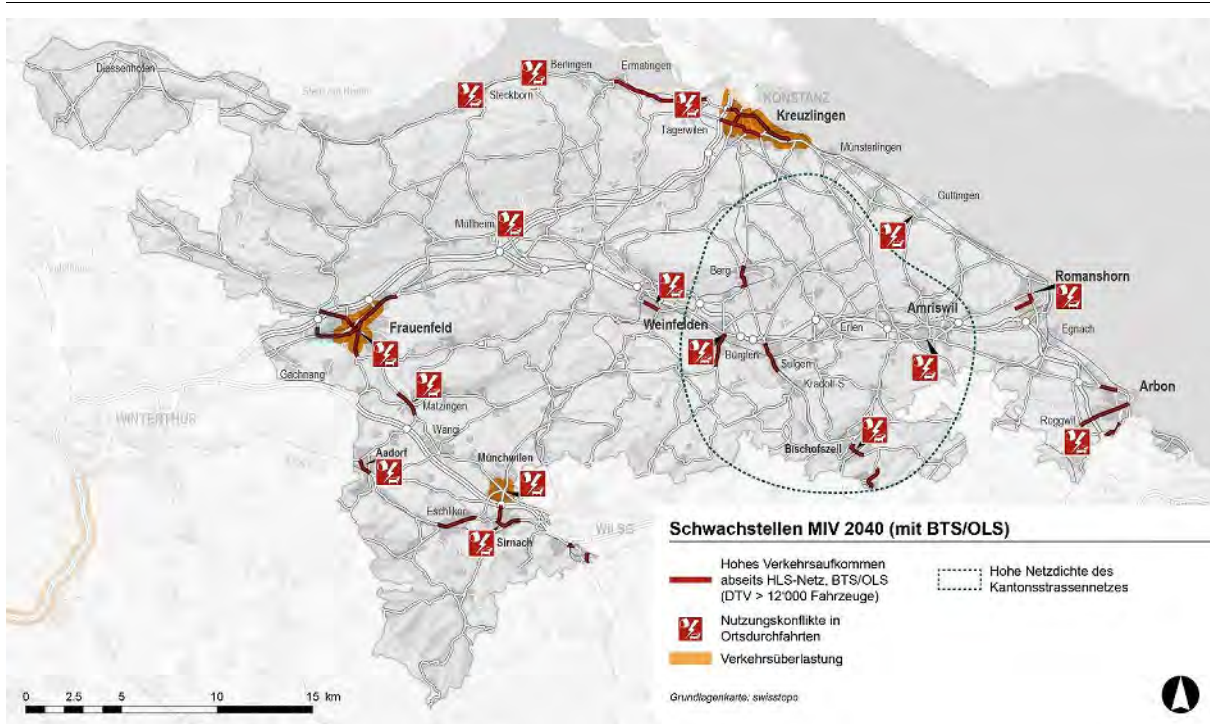 Diessenhofen
Stein am Rhein
Steckborn
Berlingen
Ermatingen
Tägerwilen
KONSTANZ
Kreuzlingen
Münsterlingen
Güttingen
Müllheim
Berg
Romanshorn
Weinfelden
Amriswil
Erlen
Egnach
Frauenfeld
Bürglen
Sulgen
Kradolf-S
Gachnang
Arbon
Matzingen
Roggwil
WINTERTHUR
Wängi
Bischofszell
Aadorf
Münchwilen
Eschlikon
WIL SG
Sirnach
Schwachstellen MIV 2040 (mit BTS/OLS)
Hohes Verkehrsaufkommen
abseits HLS-Netz, BTS/OLS
(DTV > 12'000 Fahrzeuge)
Hohe Netzdichte des
Kantonsstrassennetzes
Nutzungskonflikte in
Ortsdurchfahrten
Verkehrsüberlastung
Grundlagenkarte: swisstopo
0 2.5 5 10 15 km